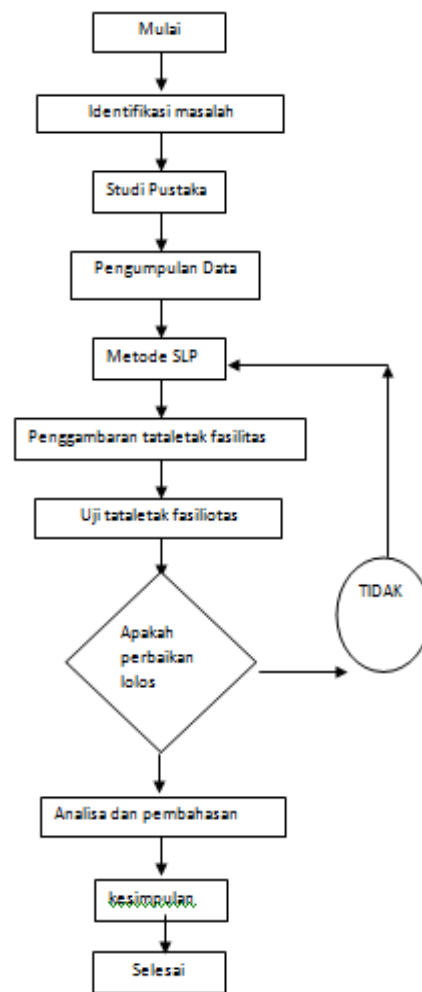 Mulai
Identifikasi masalah
Studi Pustaka
Pengumpulan Data
Metode SLP
Penggambaran tataletak fasilitas
Uji tataletak fasiliotas
TIDAK
Apakah
perbaikan
lolos
Analisa dan pembahasan
kesimpulan
Selesai